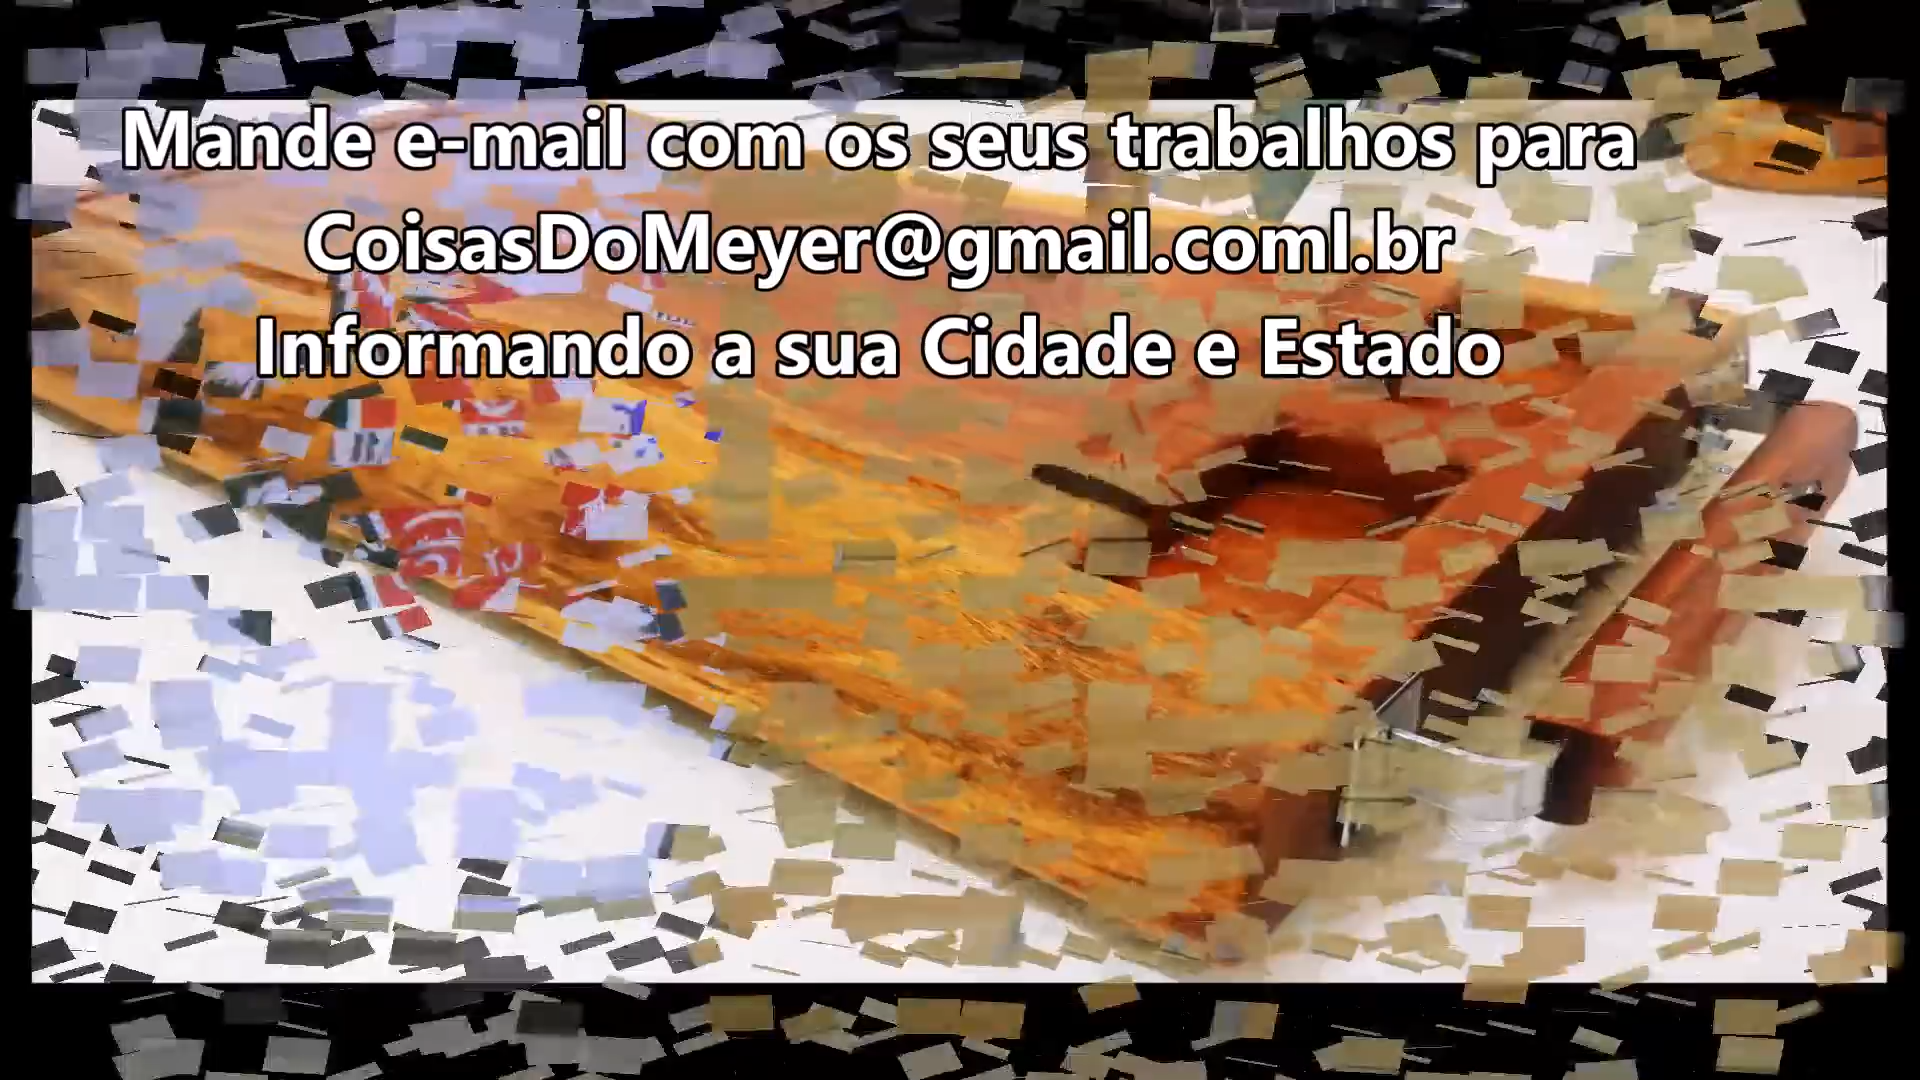 Mande e-mail com os seus trabalhos para
CoisasDoMeyer@gmail.coml.br
Informando a sua Cidade e Estado